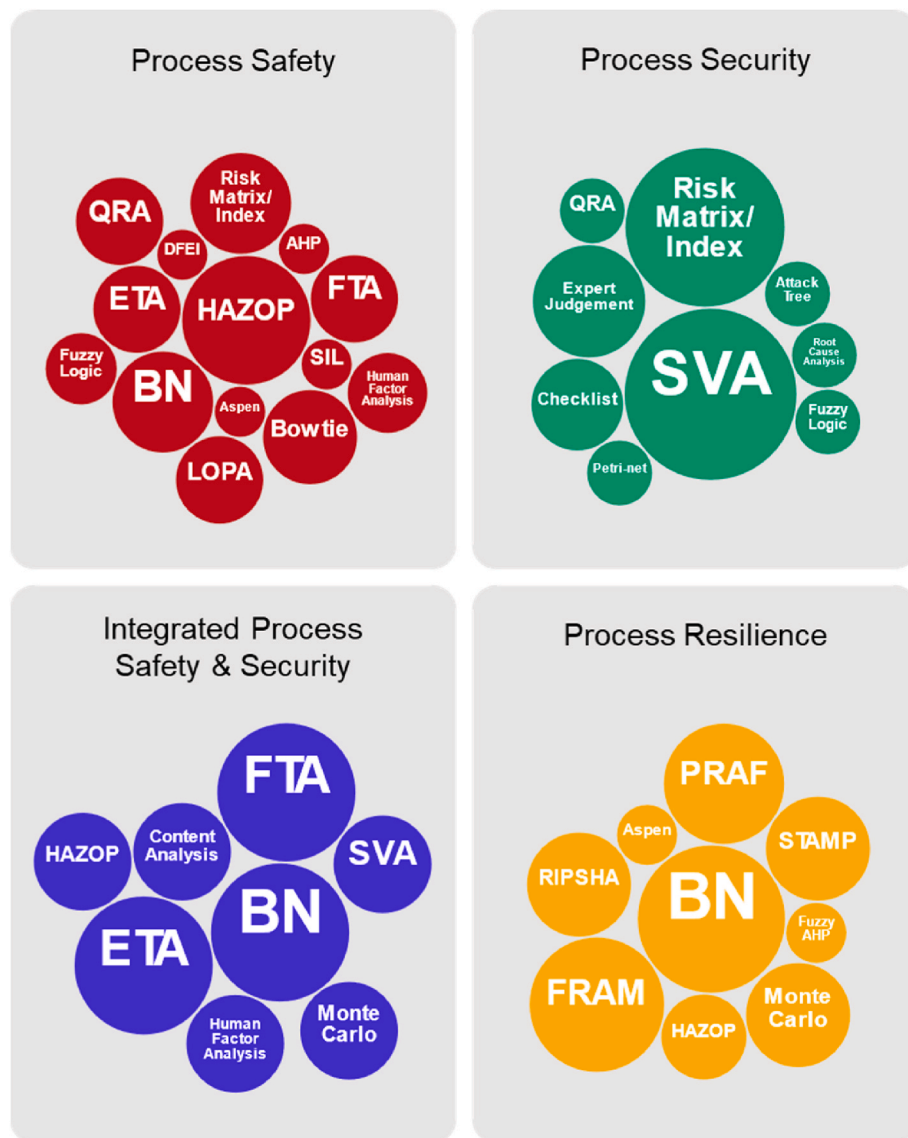 Process Safety
Risk
Matrix/
Index
QRA
DFEI
AHP
ETA
HAZOP
FTA
Fuzzy
Logic
BN
SIL
Human
Factor
Analysis
Aspen
Bowtie
LOPA
Process Security
QRA
Risk
Matrix/
Index
Expert
Judgement
Attack
Tree
SVA
Root
Cause
Analysis
Checklist
Fuzzy
Logic
Petri-net
Integrated Process
Safety & Security
FTA
HAZOP
Content
Analysis
SVA
BN
ETA
Human
Factor
Analysis
Monte
Carlo
Process Resilience
PRAF
Aspen
STAMP
RIPSHA
BN
Fuzzy
AHP
FRAM
HAZOP
Monte
Carlo